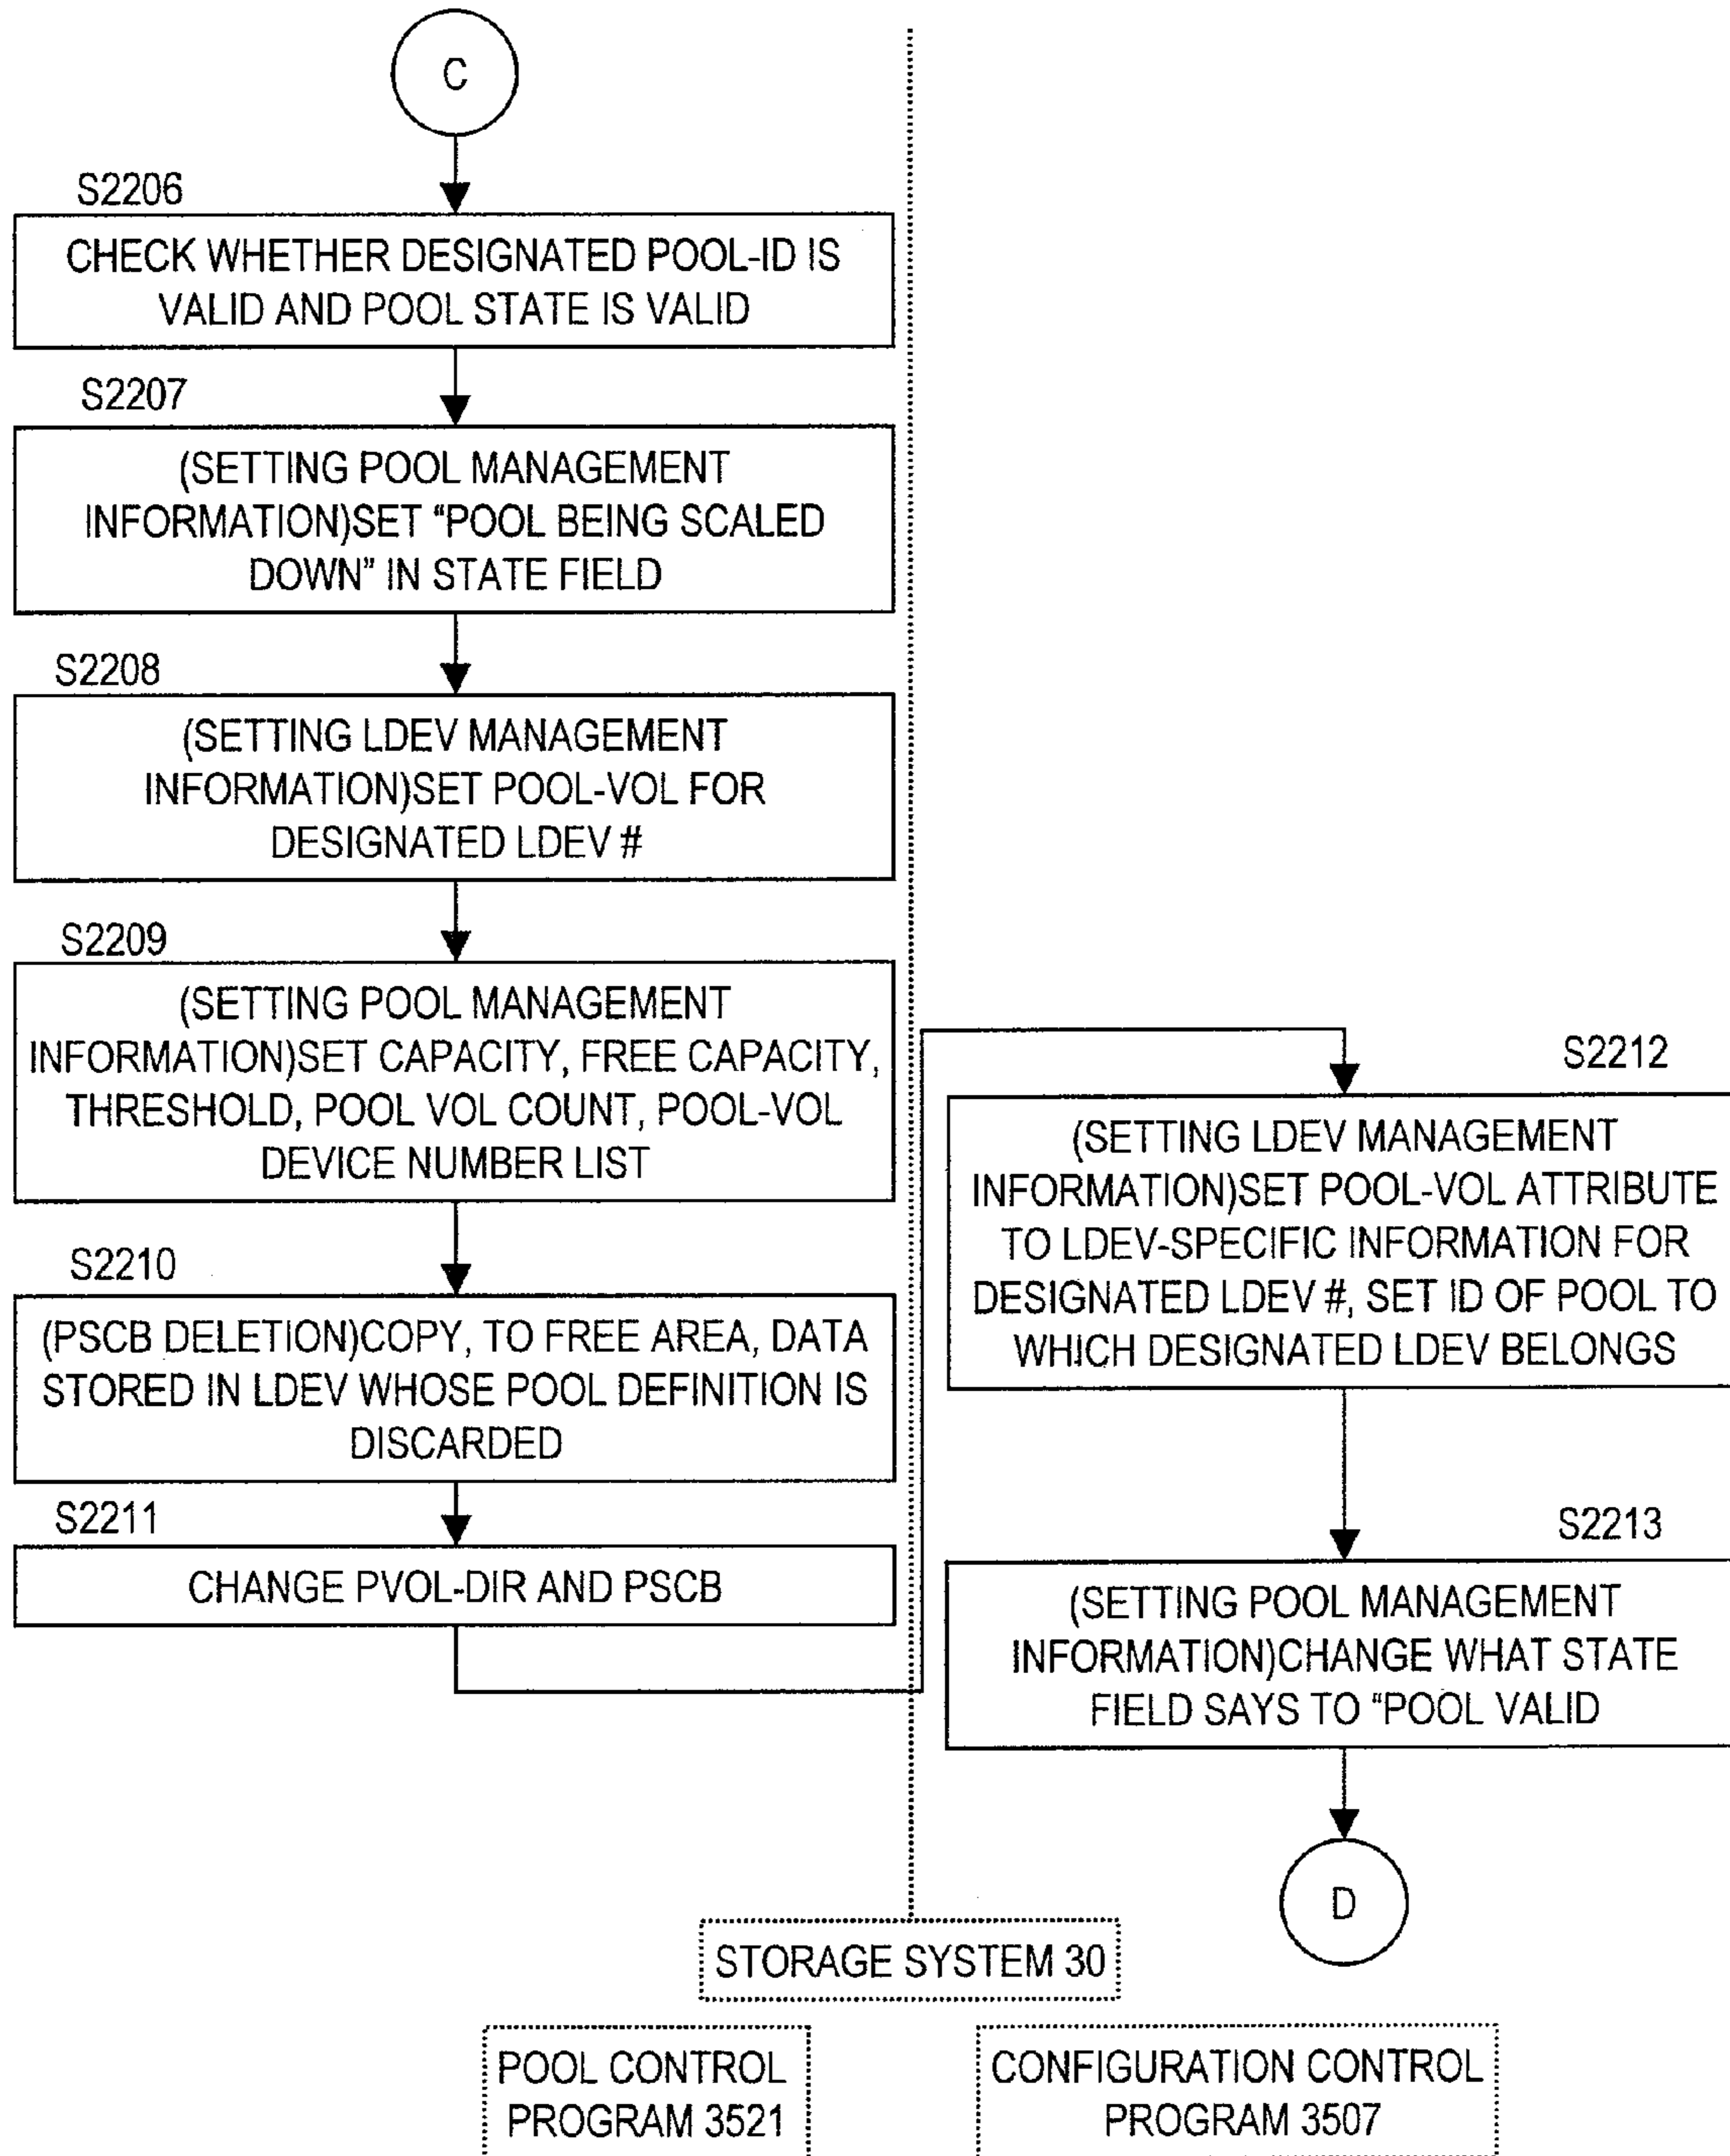 C
S2206
CHECK WHETHER DESIGNATED POOL-ID IS
VALID AND POOL STATE IS VALID
S2207
(SETTING POOL MANAGEMENT
INFORMATION)SET “POOL BEING SCALED
DOWN” IN STATE FIELD
S2208
(SETTING LDEV MANAGEMENT
INFORMATION)SET POOL-VOL FOR
DESIGNATED LDEV #
S2209
(SETTING POOL MANAGEMENT
INFORMATION)SET CAPACITY, FREE CAPACITY,
THRESHOLD, POOL VOL COUNT, POOL-VOL
DEVICE NUMBER LIST
S2210
(PSCB DELETION)COPY, TO FREE AREA, DATA
STORED IN LDEV WHOSE POOL DEFINITION IS
DISCARDED
S2211
CHANGE PVOL-DIR AND PSCB
S2212
(SETTING LDEV MANAGEMENT
INFORMATION)SET POOL-VOL ATTRIBUTE
TO LDEV-SPECIFIC INFORMATION FOR
DESIGNATED LDEV #, SET ID OF POOL TO
WHICH DESIGNATED LDEV BELONGS
S2213
(SETTING POOL MANAGEMENT
INFORMATION)CHANGE WHAT STATE
FIELD SAYS TO “POOL VALID
D
STORAGE SYSTEM 30
POOL CONTROL
PROGRAM 3521
CONFIGURATION CONTROL
PROGRAM 3507